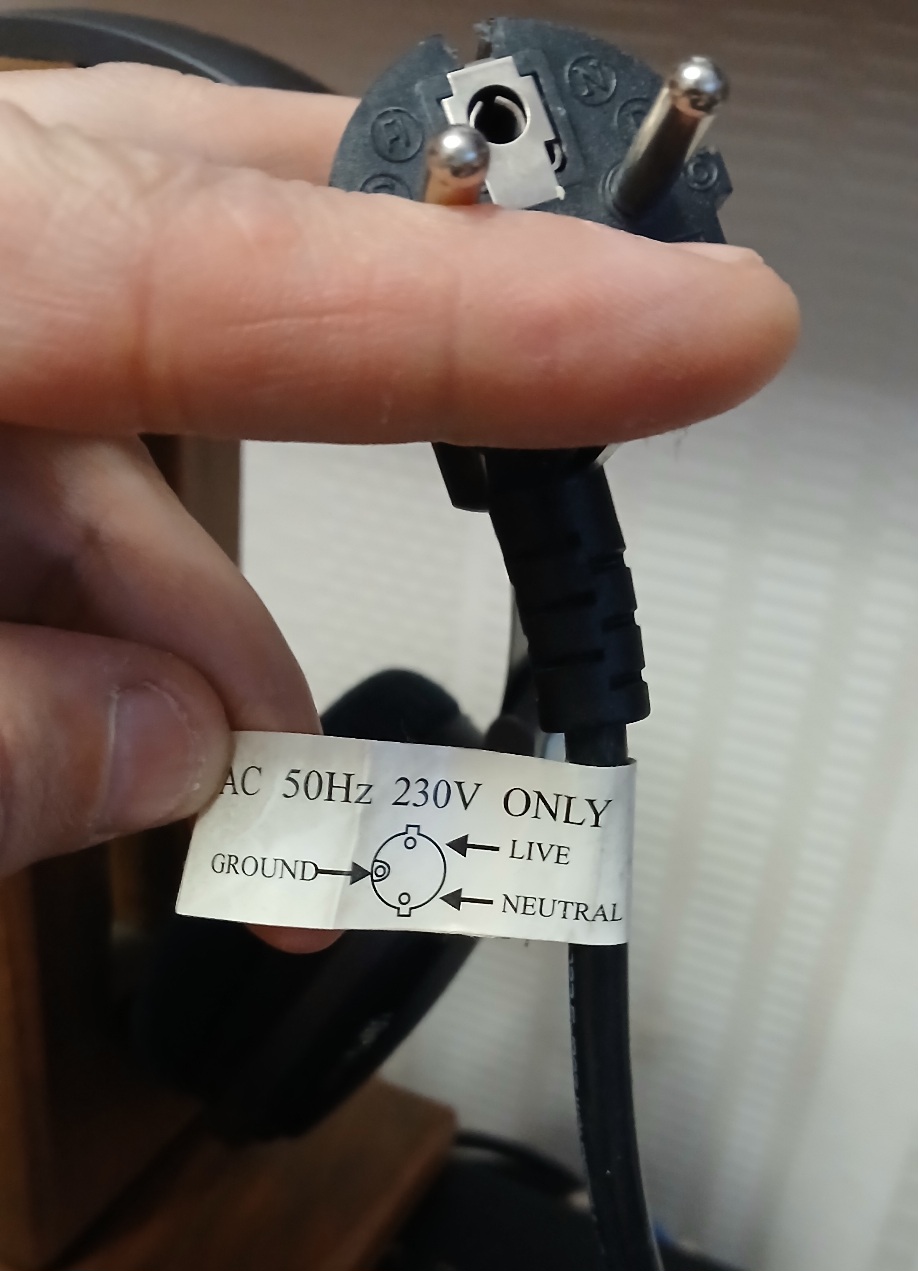 N
AC 50Hz 230V ONLY
LIVE
GROUND
NEUTRAL